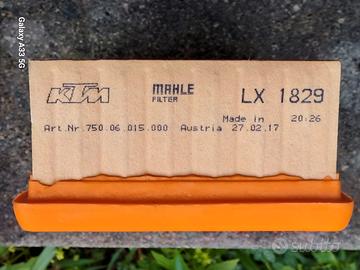 Galaxy A33 5G
KTM MAHLE FILTER LX 1829
Made in 20:26
Art.Nr.750.06.015.000 Austria 27.02.17
subito